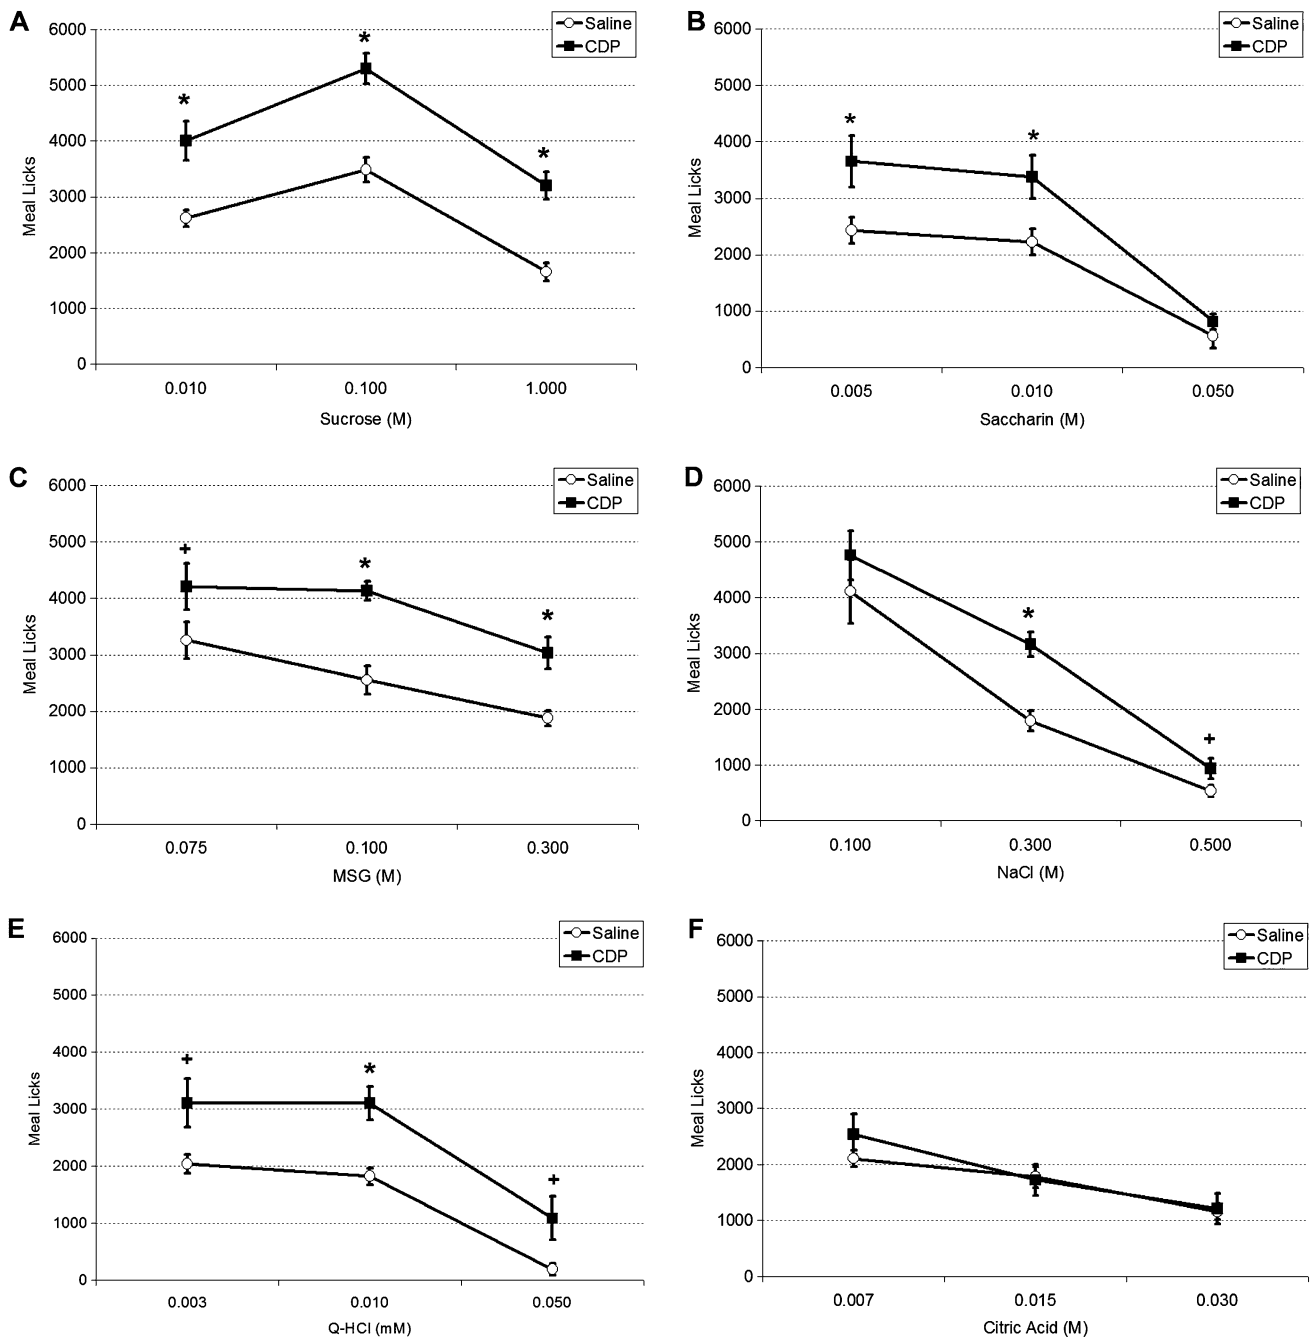 A
Saline
CDP
6000
5000
4000
3000
2000
1000
0
Meal Licks
* * *
0.010 0.100 1.000
Sucrose (M)
B
Saline
CDP
6000
5000
4000
3000
2000
1000
0
Meal Licks
* *
0.005 0.010 0.050
Saccharin (M)
C
Saline
CDP
6000
5000
4000
3000
2000
1000
0
Meal Licks
+ * *
0.075 0.100 0.300
MSG (M)
D
Saline
CDP
6000
5000
4000
3000
2000
1000
0
Meal Licks
* +
0.100 0.300 0.500
NaCl (M)
E
Saline
CDP
6000
5000
4000
3000
2000
1000
0
Meal Licks
+ * +
0.003 0.010 0.050
Q-HCl (mM)
F
Saline
CDP
6000
5000
4000
3000
2000
1000
0
Meal Licks
0.007 0.015 0.030
Citric Acid (M)